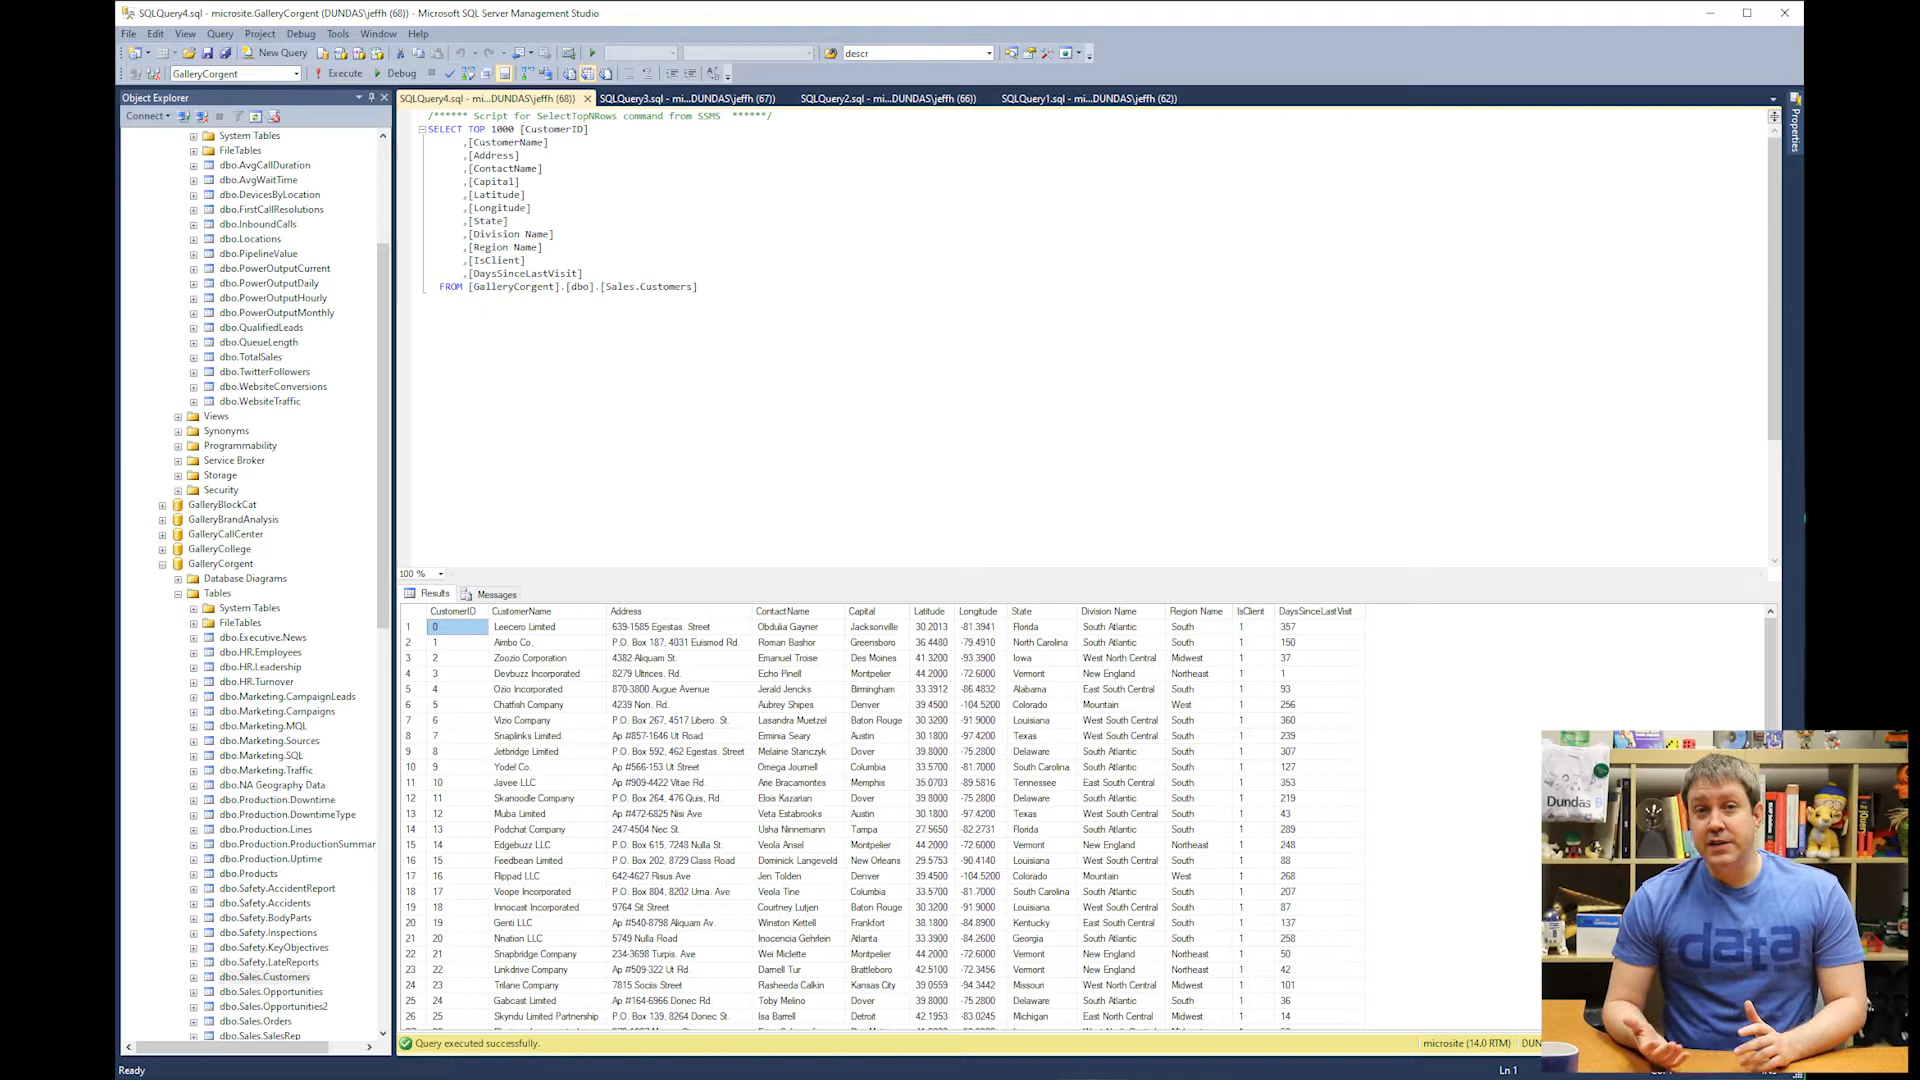 SQLQuery4.sql - microsite.GalleryCorgent (DUNDAS\jeffh (68)) - Microsoft SQL Server Management Studio
File Edit View Query Project Debug Tools Window Help
New Query descr
GalleryCorgent Execute Debug
Object Explorer
SQLQuery4.sql - mi...DUNDAS\jeffh (68)) SQLQuery3.sql - mi...DUNDAS\jeffh (67)) SQLQuery2.sql - mi...DUNDAS\jeffh (66)) SQLQuery1.sql - mi...DUNDAS\jeffh (62))
Properties
Connect
System Tables
FileTables
dbo.AvgCallDuration
dbo.AvgWaitTime
dbo.DevicesByLocation
dbo.FirstCallResolutions
dbo.InboundCalls
dbo.Locations
dbo.PipelineValue
dbo.PowerOutputCurrent
dbo.PowerOutputDaily
dbo.PowerOutputHourly
dbo.PowerOutputMonthly
dbo.QualifiedLeads
dbo.QueueLength
dbo.TotalSales
dbo.TwitterFollowers
dbo.WebsiteConversions
dbo.WebsiteTraffic
Views
Synonyms
Programmability
Service Broker
Storage
Security
GalleryBlockCat
GalleryBrandAnalysis
GalleryCallCenter
GalleryCollege
GalleryCorgent
Database Diagrams
Tables
System Tables
FileTables
dbo.Executive.News
dbo.HR.Employees
dbo.HR.Leadership
dbo.HR.Turnover
dbo.Marketing.CampaignLeads
dbo.Marketing.Campaigns
dbo.Marketing.MQL
dbo.Marketing.Sources
dbo.Marketing.SQL
dbo.Marketing.Traffic
dbo.NA Geography Data
dbo.Production.Downtime
dbo.Production.DowntimeType
dbo.Production.Lines
dbo.Production.ProductionSummar
dbo.Production.Uptime
dbo.Products
dbo.Safety.AccidentReport
dbo.Safety.Accidents
dbo.Safety.BodyParts
dbo.Safety.Inspections
dbo.Safety.KeyObjectives
dbo.Safety.LateReports
dbo.Sales.Customers
dbo.Sales.Opportunities
dbo.Sales.Opportunities2
dbo.Sales.Orders
dbo.Sales.SalesRep
/****** Script for SelectTopNRows command from SSMS ******/
SELECT TOP 1000 [CustomerID]
,[CustomerName]
,[Address]
,[ContactName]
,[Capital]
,[Latitude]
,[Longitude]
,[State]
,[Division Name]
,[Region Name]
,[IsClient]
,[DaysSinceLastVisit]
FROM [GalleryCorgent].[dbo].[Sales.Customers]
100 %
Results Messages
CustomerID CustomerName Address ContactName Capital Latitude Longitude State Division Name Region Name IsClient DaysSinceLastVisit
1 0 Leecero Limited 639-1585 Egestas. Street Obdulia Gayner Jacksonville 30.2013 -81.3941 Florida South Atlantic South 1 357
2 1 Aimbo Co. P.O. Box 187, 4031 Euismod Rd. Roman Bashor Greensboro 36.4480 -79.4910 North Carolina South Atlantic South 1 150
3 2 Zoozio Corporation 4382 Aliquam St. Emanuel Troise Des Moines 41.3200 -93.3900 Iowa West North Central Midwest 1 37
4 3 Devbuzz Incorporated 8279 Ultrices. Rd. Echo Pinell Montpelier 44.2000 -72.6000 Vermont New England Northeast 1 1
5 4 Ozio Incorporated 870-3800 Augue Avenue Jerald Jencks Birmingham 33.3912 -86.4832 Alabama East South Central South 1 93
6 5 Chatfish Company 4239 Non, Rd. Aubrey Shipes Denver 39.4500 -104.5200 Colorado Mountain West 1 256
7 6 Vizio Company P.O. Box 267, 4517 Libero. St. Lasandra Muetzel Baton Rouge 30.3200 -91.9000 Louisiana West South Central South 1 360
8 7 Snaplinks Limited Ap #857-1646 Ut Road Erminia Seary Austin 30.1800 -97.4200 Texas West South Central South 1 239
9 8 Jetbridge Limited P.O. Box 592, 462 Egestas. Street Melaine Stanczyk Dover 39.8000 -75.2800 Delaware South Atlantic South 1 307
10 9 Yodel Co. Ap #566-153 Ut Street Omega Journell Columbia 33.5700 -81.7000 South Carolina South Atlantic South 1 127
11 10 Javee LLC Ap #909-4422 Vitae Rd. Arie Bracamontes Memphis 35.0703 -89.5816 Tennessee East South Central South 1 353
12 11 Skanoodle Company P.O. Box 264, 476 Quis, Rd. Elois Kazarian Dover 39.8000 -75.2800 Delaware South Atlantic South 1 219
13 12 Muba Limited Ap #472-6825 Nisi Ave Veta Estabrooks Austin 30.1800 -97.4200 Texas West South Central South 1 43
14 13 Podchat Company 247-4504 Nec St. Usha Ninnemann Tampa 27.5650 -82.2731 Florida South Atlantic South 1 289
15 14 Edgebuzz LLC P.O. Box 615, 7248 Nulla St. Veola Ansel Montpelier 44.2000 -72.6000 Vermont New England Northeast 1 248
16 15 Feedbean Limited P.O. Box 202, 8729 Class Road Dominick Langeveld New Orleans 29.5753 -90.4140 Louisiana West South Central South 1 88
17 16 Flippad LLC 642-4627 Risus Ave Jen Tolden Denver 39.4500 -104.5200 Colorado Mountain West 1 268
18 17 Voope Incorporated P.O. Box 804, 8202 Urna. Ave Veola Tine Columbia 33.5700 -81.7000 South Carolina South Atlantic South 1 207
19 18 Innocast Incorporated 9764 Sit Street Courtney Lutjen Baton Rouge 30.3200 -91.9000 Louisiana West South Central South 1 87
20 19 Genti LLC Ap #540-8798 Aliquam Av. Winston Kettell Frankfort 38.1800 -84.8900 Kentucky East South Central South 1 137
21 20 Nnation LLC 5749 Nulla Road Inocencia Gehrlein Atlanta 33.3900 -84.2600 Georgia South Atlantic South 1 258
22 21 Snapbridge Company 234-3698 Turpis. Ave Wei Miclette Montpelier 44.2000 -72.6000 Vermont New England Northeast 1 50
23 22 Linkdrive Company Ap #509-322 Ut Rd. Darnell Tur Brattleboro 42.5100 -72.3456 Vermont New England Northeast 1 42
24 23 Trilane Company 7815 Sociis Street Rasheeda Calkin Kansas City 39.0559 -94.3442 Missouri West North Central Midwest 1 101
25 24 Gabcast Limited Ap #164-6966 Donec Rd. Toby Melino Dover 39.8000 -75.2800 Delaware South Atlantic South 1 36
26 25 Skyndu Limited Partnership P.O. Box 139, 8264 Donec St. Isa Barrell Detroit 42.1953 -83.0245 Michigan East North Central Midwest 1 14
Query executed successfully. microsite (14.0 RTM) DUN
Ready Ln 1
Dundas B
data